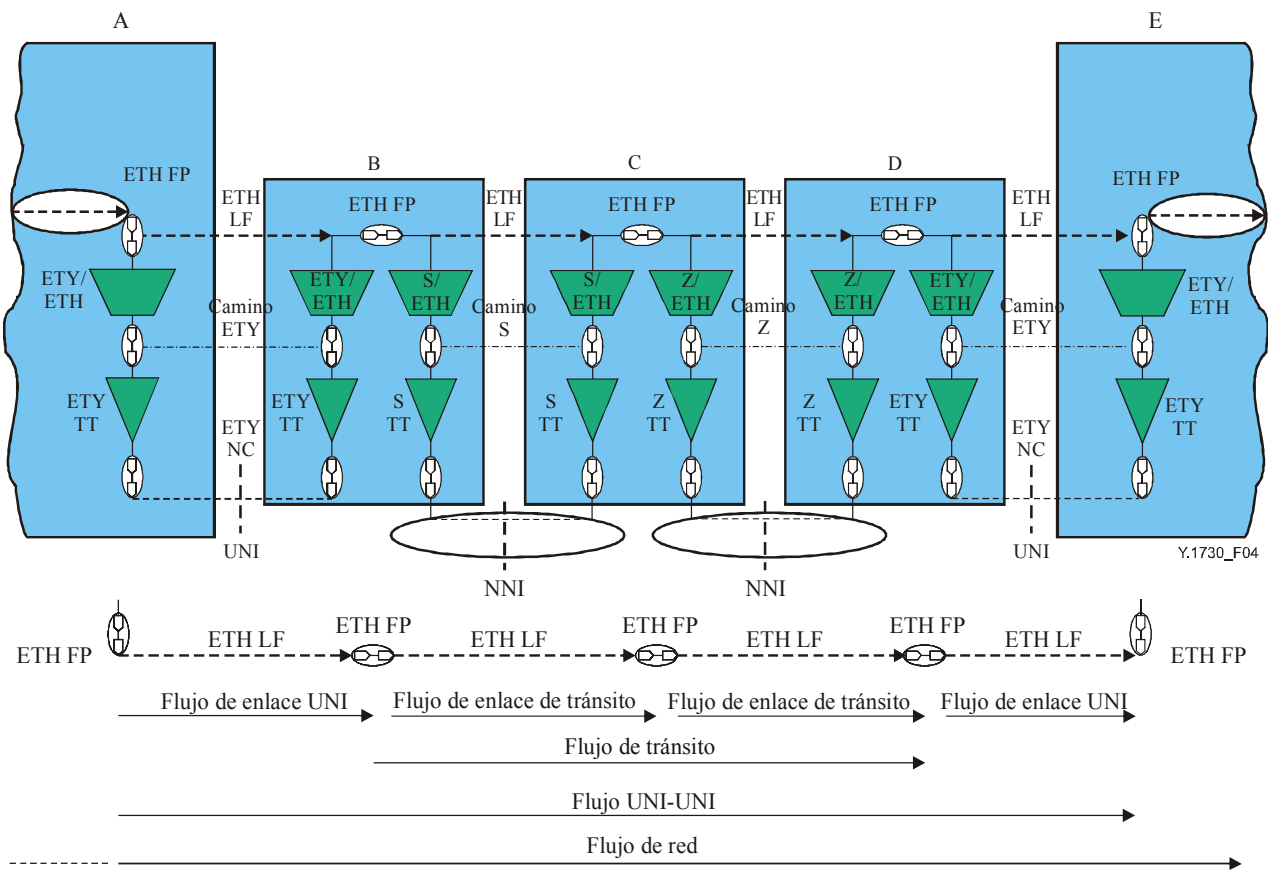 A
E
B
C
D
ETH FP
ETH FP
ETH
LF
ETH FP
ETH
LF
ETH FP
ETH
LF
ETH FP
ETH
LF
ETY/
ETH
ETY/
ETH
S/
ETH
S/
ETH
Z/
ETH
Z/
ETH
ETY/
ETH
ETY/
ETH
Camino
ETY
Camino
S
Camino
Z
Camino
ETY
ETY
TT
ETY
TT
S
TT
S
TT
Z
TT
Z
TT
ETY
TT
ETY
TT
ETY
NC
ETY
NC
UNI
NNI
NNI
UNI
Y.1730_F04
ETH FP
ETH LF
ETH FP
ETH LF
ETH FP
ETH LF
ETH FP
ETH LF
ETH FP
Flujo de enlace UNI
Flujo de enlace de tránsito
Flujo de enlace de tránsito
Flujo de enlace UNI
Flujo de tránsito
Flujo UNI-UNI
Flujo de red